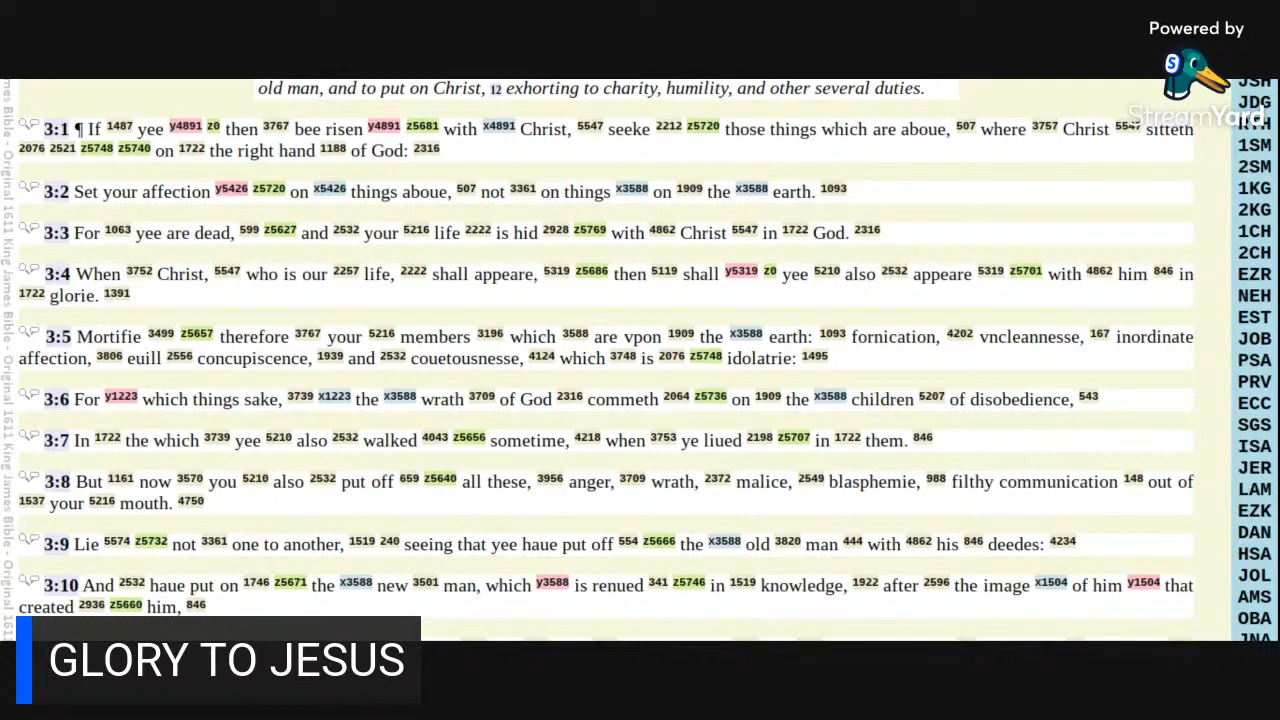 Powered by
StreamYard
old man, and to put on Christ, 12 exhorting to charity, humility, and other several duties.
3:1 ¶ If 1487 yee y4891 z0 then 3767 bee risen y4891 z5681 with x4891 Christ, 5547 seeke 2212 z5720 those things which are aboue, 507 where 3757 Christ 5547 sitteth
2076 2521 z5748 z5740 on 1722 the right hand 1188 of God: 2316
3:2 Set your affection y5426 z5720 on x5426 things aboue, 507 not 3361 on things x3588 on 1909 the x3588 earth. 1093
3:3 For 1063 yee are dead, 599 z5627 and 2532 your 5216 life 2222 is hid 2928 z5769 with 4862 Christ 5547 in 1722 God. 2316
3:4 When 3752 Christ, 5547 who is our 2257 life, 2222 shall appeare, 5319 z5686 then 5119 shall y5319 z0 yee 5210 also 2532 appeare 5319 z5701 with 4862 him 846 in
1722 glorie. 1391
3:5 Mortifie 3499 z5657 therefore 3767 your 5216 members 3196 which 3588 are vpon 1909 the x3588 earth: 1093 fornication, 4202 vncleannesse, 167 inordinate
affection, 3806 euill 2556 concupiscence, 1939 and 2532 couetousnesse, 4124 which 3748 is 2076 z5748 idolatrie: 1495
3:6 For y1223 which things sake, 3739 x1223 the x3588 wrath 3709 of God 2316 commeth 2064 z5736 on 1909 the x3588 children 5207 of disobedience, 543
3:7 In 1722 the which 3739 yee 5210 also 2532 walked 4043 z5656 sometime, 4218 when 3753 ye liued 2198 z5707 in 1722 them. 846
3:8 But 1161 now 3570 you 5210 also 2532 put off 659 z5640 all these, 3956 anger, 3709 wrath, 2372 malice, 2549 blasphemie, 988 filthy communication 148 out of
1537 your 5216 mouth. 4750
3:9 Lie 5574 z5732 not 3361 one to another, 1519 240 seeing that yee haue put off 554 z5666 the x3588 old 3820 man 444 with 4862 his 846 deedes: 4234
3:10 And 2532 haue put on 1746 z5671 the x3588 new 3501 man, which y3588 is renued 341 z5746 in 1519 knowledge, 1922 after 2596 the image x1504 of him y1504 that
created 2936 z5660 him, 846
GLORY TO JESUS
JSH
JDG
RTH
1SM
2SM
1KG
2KG
1CH
2CH
EZR
NEH
EST
JOB
PSA
PRV
ECC
SGS
ISA
JER
LAM
EZK
DAN
HSA
JOL
AMS
OBA
JNA
mes Bible - Original 1611 King James Bible - Original 1611